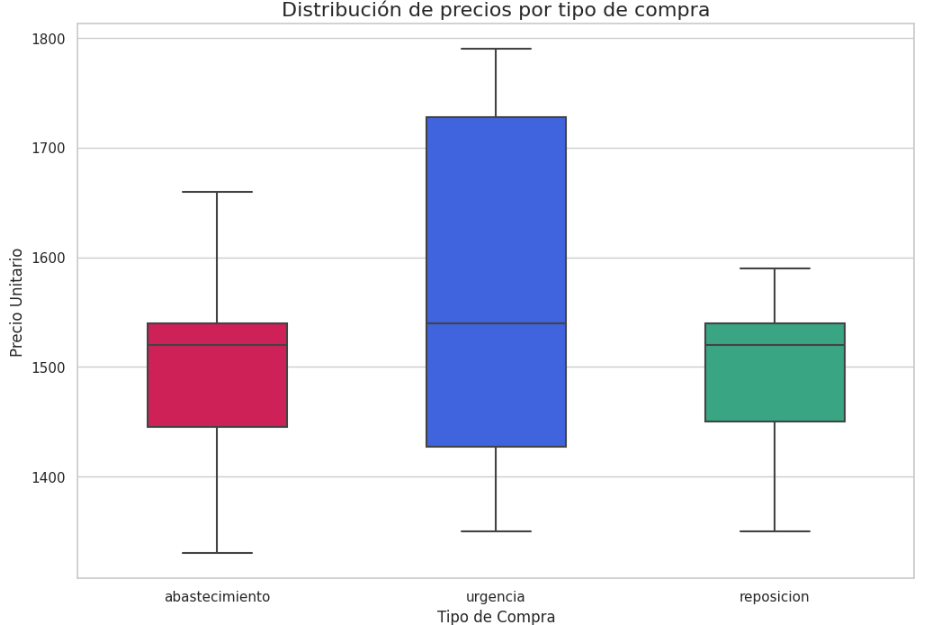 Distribución de precios por tipo de compra
1800
1700
1600
1500
1400
Precio Unitario
abastecimiento
urgencia
reposicion
Tipo de Compra